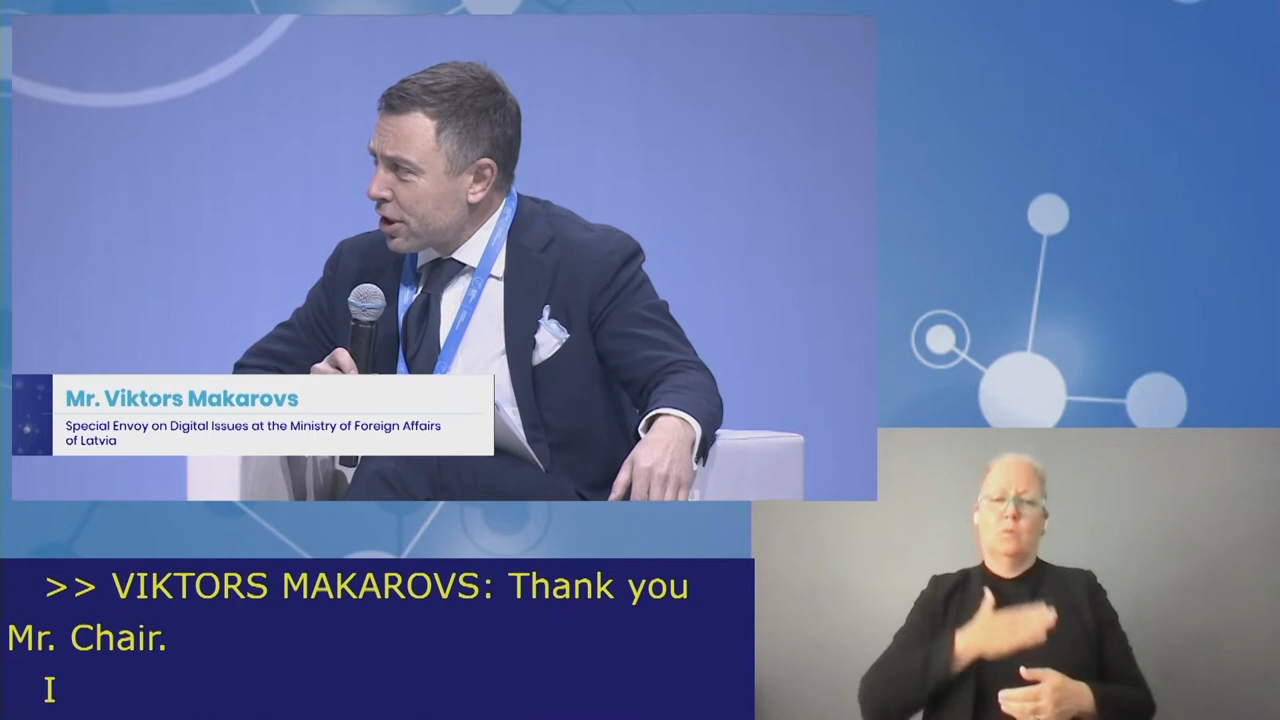 Mr. Viktors Makarovs
Special Envoy on Digital Issues at the Ministry of Foreign Affairs
of Latvia
>> VIKTORS MAKAROVS: Thank you
Mr. Chair.
I